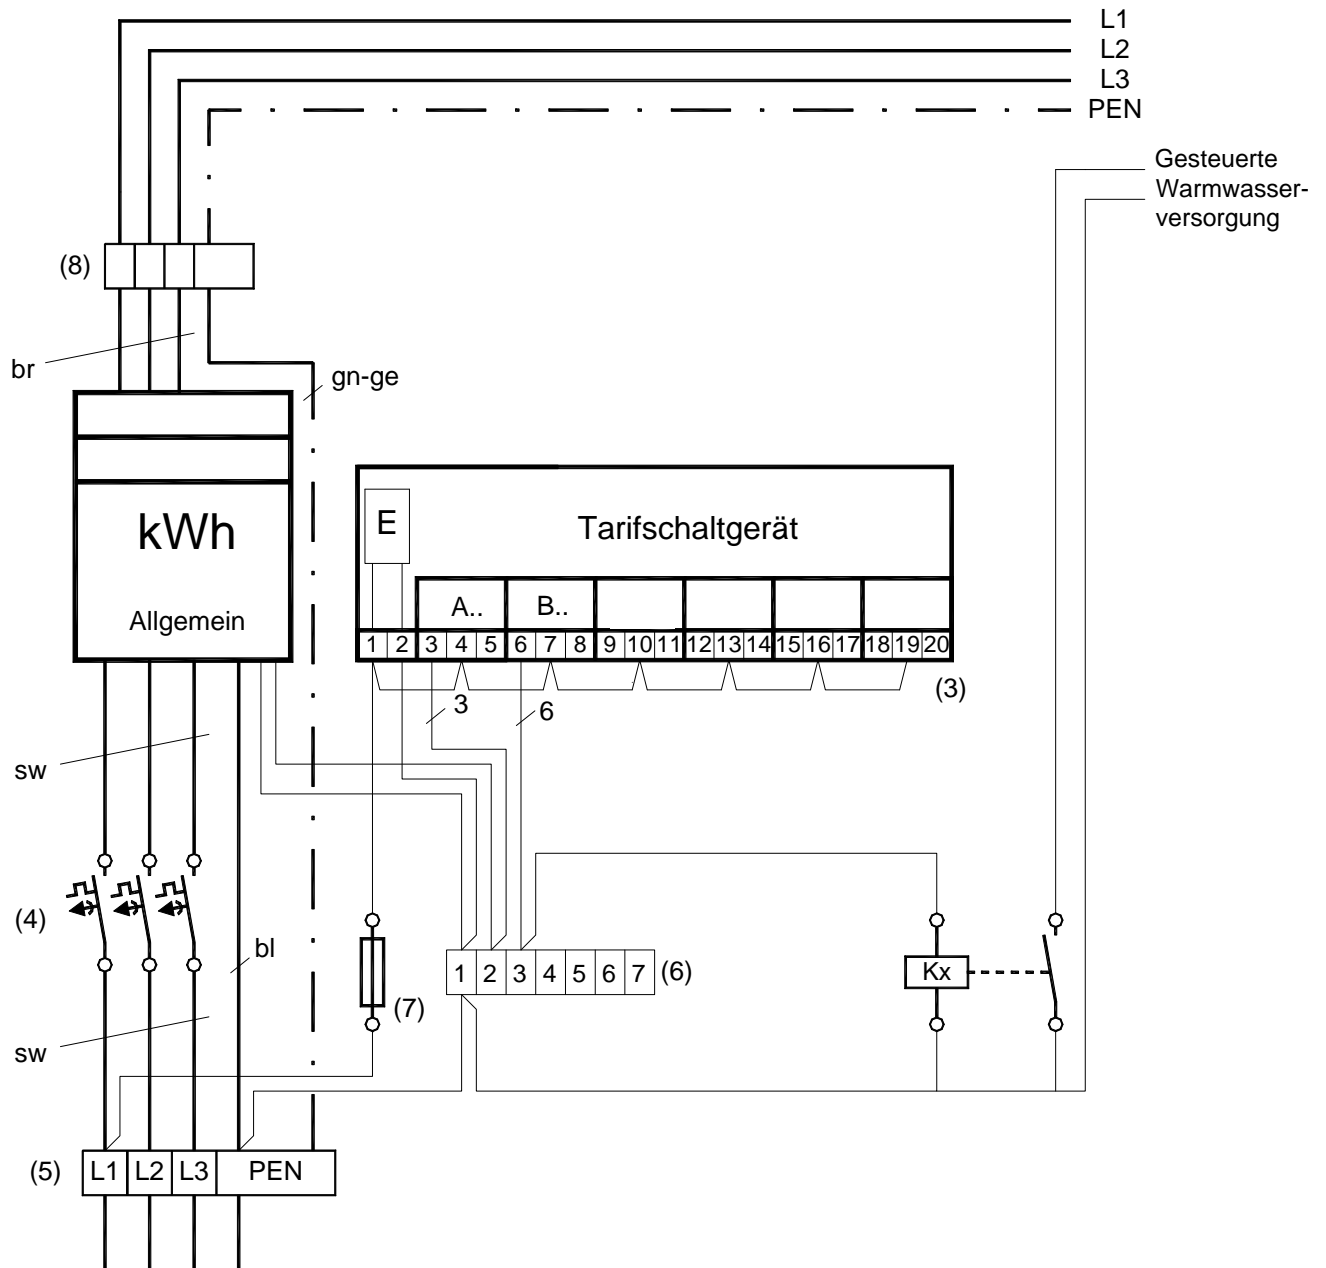 L1
L2
L3
PEN
Gesteuerte
Warmwasser-
versorgung
(8)
br
gn-ge
kWh
Allgemein
E
Tarifschaltgerät
A..
B..
1 2 3 4 5 6 7 8 9 10 11 12 13 14 15 16 17 18 19 20
(3)
3
6
sw
(4)
bl
1 2 3 4 5 6 7
(6)
Kx
(7)
sw
(5)
L1 L2 L3 PEN